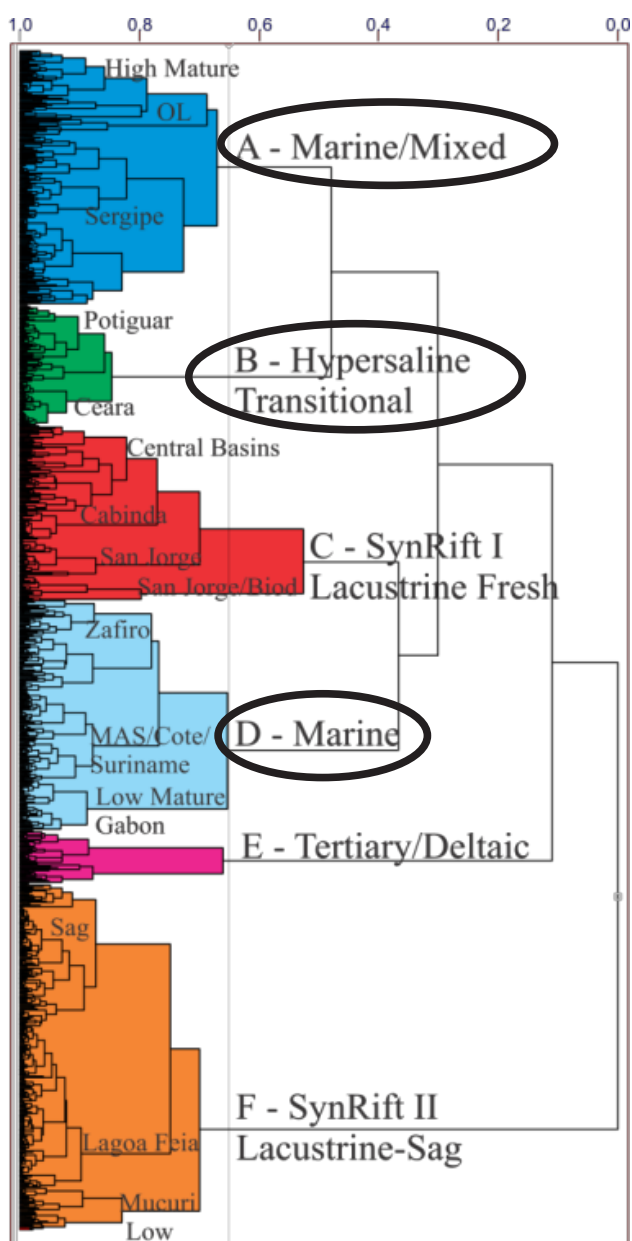 1,0 0,8 0,6 0,4 0,2 0,0
High Mature
OL
A - Marine/Mixed
Sergipe
Potiguar
B - Hypersaline
Transitional
Ceara
Central Basins
Cabinda
C - SynRift I
San Jorge
Lacustrine Fresh
San Jorge/Biod
Zafiro
MAS/Cote/
D - Marine
Suriname
Low Mature
Gabon
E - Tertiary/Deltaic
Sag
F - SynRift II
Lagoa Feia
Lacustrine-Sag
Mucuri
Low